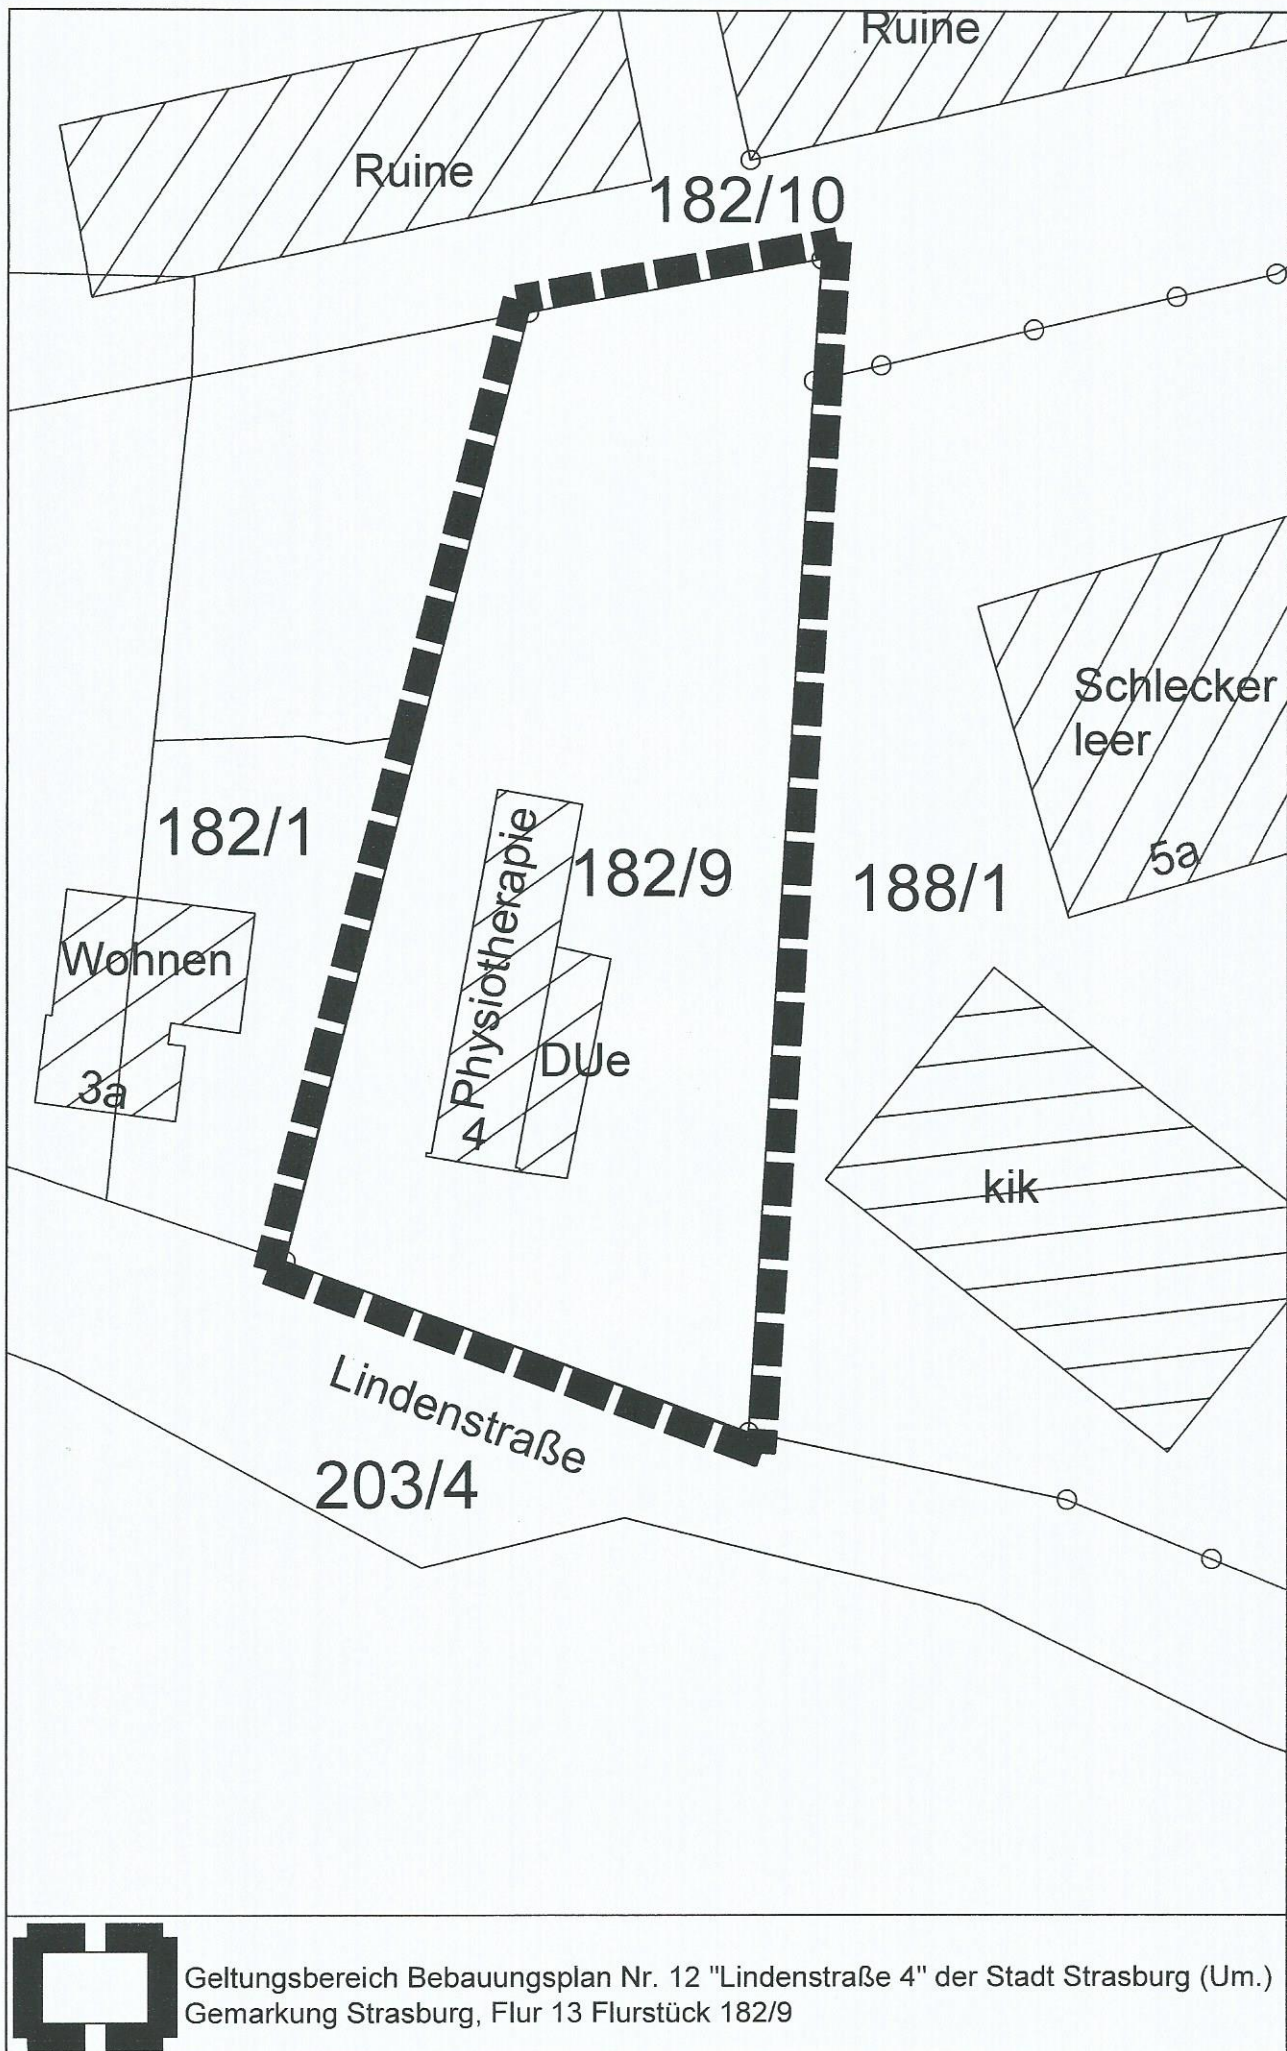 Ruine
Ruine
182/10
Schlecker
leer
182/1
Physiotherapie
182/9
188/1
5a
Wohnen
DUe
3a
4
kik
Lindenstraße
203/4
Geltungsbereich Bebauungsplan Nr. 12 "Lindenstraße 4" der Stadt Strasburg (Um.)
Gemarkung Strasburg, Flur 13 Flurstück 182/9